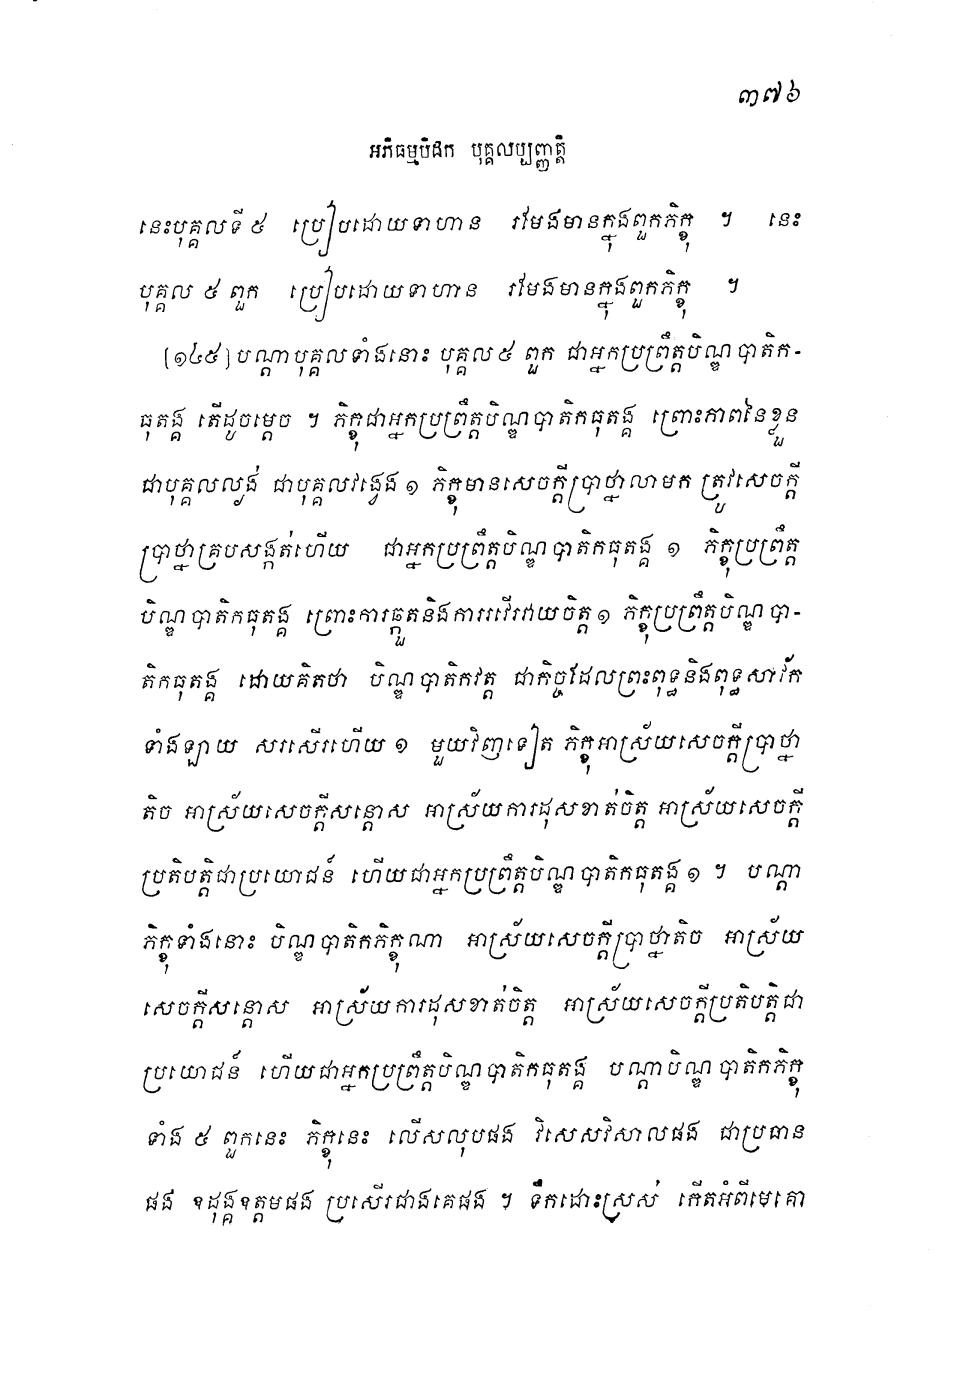 ៣៧៦
អភិធម្មបិដក បុគ្គលប្បញ្ញត្តិ
នេះបុគ្គលទី ៥ ប្រៀបដោយទាហាន រមែងមានក្នុងពួកភិក្ខុ ។ នេះ
បុគ្គល ៥ ពួក ប្រៀបដោយទាហាន រមែងមានក្នុងពួកភិក្ខុ ។
[១៤៥] បណ្តាបុគ្គលទាំងនោះ បុគ្គល ៥ ពួក ជាអ្នកប្រព្រឹត្តបិណ្ឌបាតិក-
ធុតង្គ តើដូចម្តេច ។ ភិក្ខុជាអ្នកប្រព្រឹត្តបិណ្ឌបាតិកធុតង្គ ព្រោះភាពនៃខ្លួន
ជាបុគ្គលល្ងង់ ជាបុគ្គលវង្វេង ១ ភិក្ខុមានសេចក្តីប្រាថ្នាលាមក ត្រូវសេចក្តី
ប្រាថ្នាគ្របសង្កត់ហើយ ជាអ្នកប្រព្រឹត្តបិណ្ឌបាតិកធុតង្គ ១ ភិក្ខុប្រព្រឹត្ត
បិណ្ឌបាតិកធុតង្គ ព្រោះការឆ្កួតនិងការរវើរវាយចិត្ត ១ ភិក្ខុប្រព្រឹត្តបិណ្ឌបា-
តិកធុតង្គ ដោយគិតថា បិណ្ឌបាតិកវត្ត ជាកិច្ចដែលព្រះពុទ្ធនិងពុទ្ធសាវ័ក
ទាំងឡាយ សរសើរហើយ ១ មួយវិញទៀត ភិក្ខុអាស្រ័យសេចក្តីប្រាថ្នា
តិច អាស្រ័យសេចក្តីសន្តោស អាស្រ័យការដុសខាត់ចិត្ត អាស្រ័យសេចក្តី
ប្រតិបត្តិជាប្រយោជន៍ ហើយជាអ្នកប្រព្រឹត្តបិណ្ឌបាតិកធុតង្គ ១ ។ បណ្តា
ភិក្ខុទាំងនោះ បិណ្ឌបាតិកភិក្ខុណា អាស្រ័យសេចក្តីប្រាថ្នាតិច អាស្រ័យ
សេចក្តីសន្តោស អាស្រ័យការដុសខាត់ចិត្ត អាស្រ័យសេចក្តីប្រតិបត្តិជា
ប្រយោជន៍ ហើយជាអ្នកប្រព្រឹត្តបិណ្ឌបាតិកធុតង្គ បណ្តាបិណ្ឌបាតិកភិក្ខុ
ទាំង ៥ ពួកនេះ ភិក្ខុនេះ លើសលុបផង វិសេសវិសាលផង ជាប្រធាន
ផង ខ្ពង់ឧត្តមផង ប្រសើរជាងគេផង ។ ទឹកដោះស្រស់ កើតអំពីមេគោ